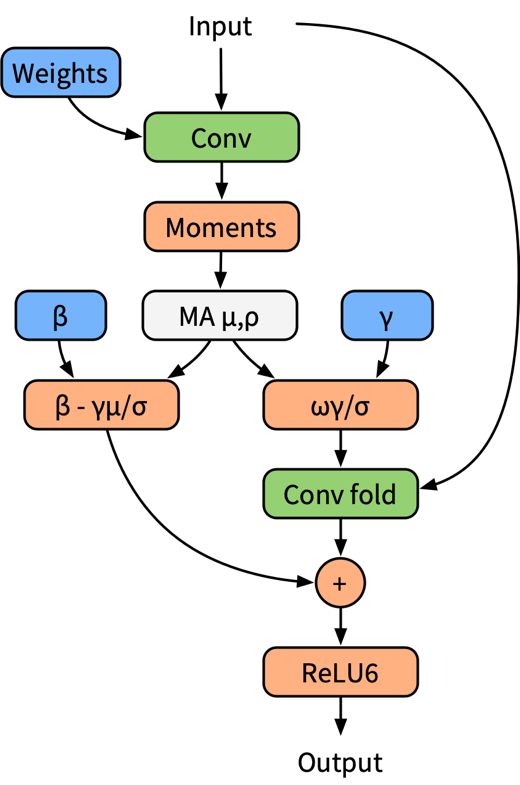 Input
Weights
Conv
Moments
β
MA μ,ρ
γ
β - γμ/σ
ωγ/σ
Conv fold
+
ReLU6
Output